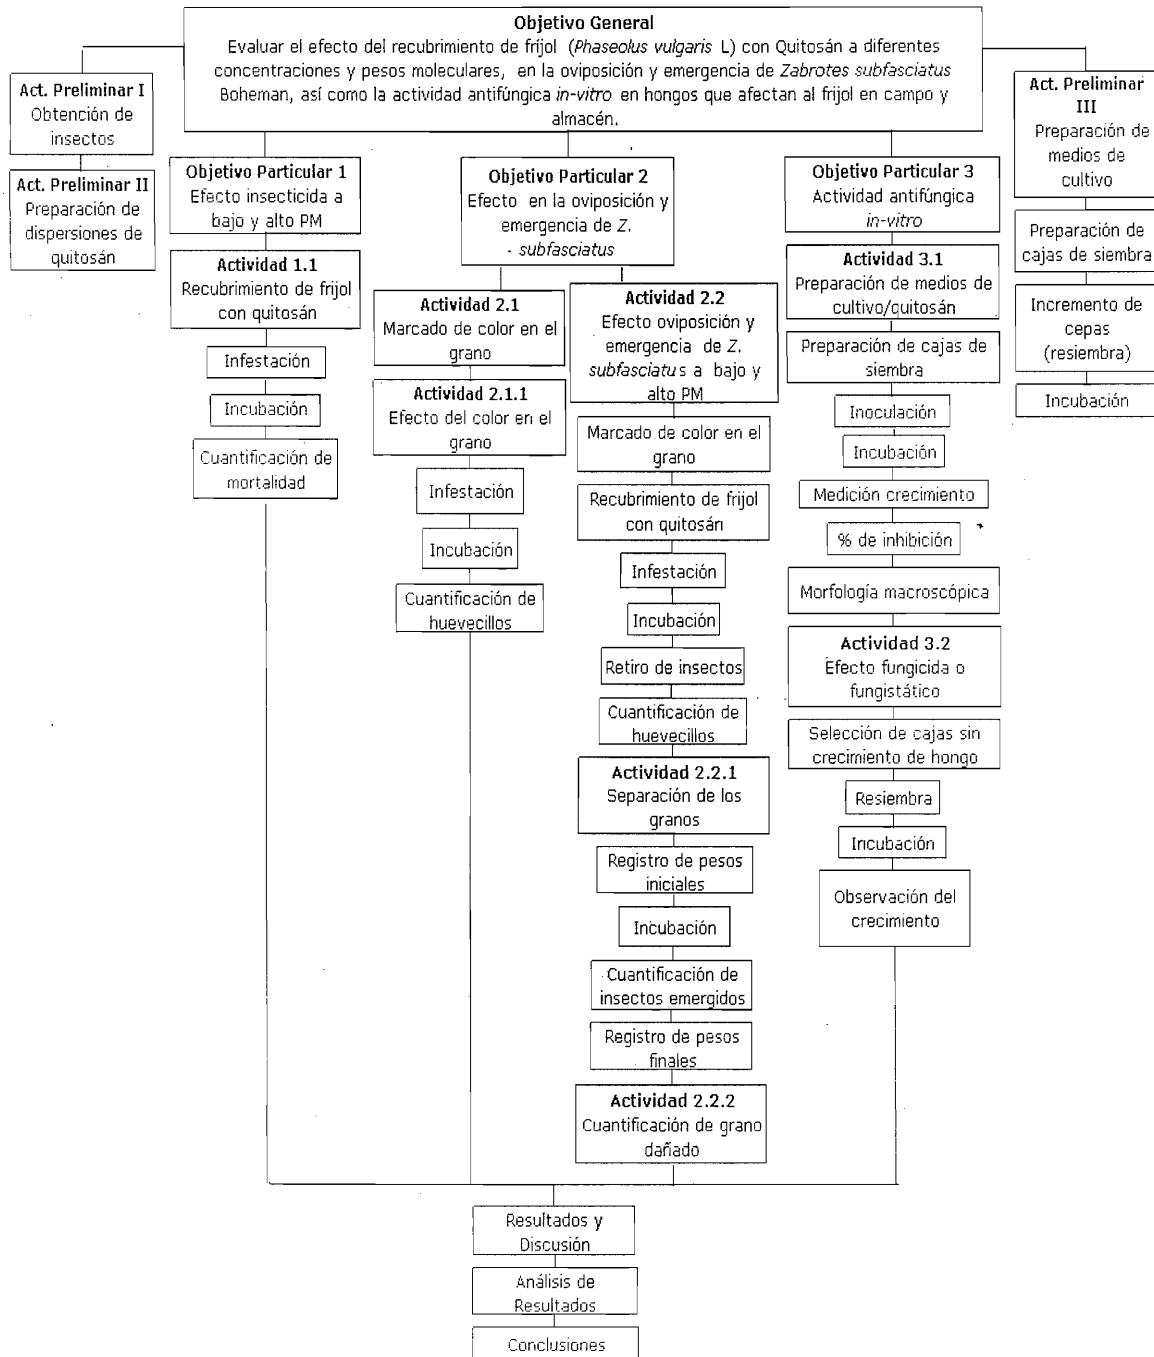 Objetivo General
Evaluar el efecto del recubrimiento de frijol (Phaseolus vulgaris L) con Quitosán a diferentes
concentraciones y pesos moleculares, en la oviposición y emergencia de Zabrotes subfasciatus
Boheman, así como la actividad antifúngica in-vitro en hongos que afectan al frijol en campo y
almacén.
Act. Preliminar I
Obtención de
insectos
Act. Preliminar II
Preparación de
dispersiones de
quitosán
Objetivo Particular 1
Efecto insecticida a
bajo y alto PM
Actividad 1.1
Recubrimiento de frijol
con quitosán
Infestación
Incubación
Cuantificación de
mortalidad
Objetivo Particular 2
Efecto en la oviposición y
emergencia de Z.
subfasciatus
Actividad 2.1
Marcado de color en el
grano
Actividad 2.1.1
Efecto del color en el
grano
Infestación
Incubación
Cuantificación de
huevecillos
Actividad 2.2
Efecto oviposición y
emergencia de Z.
subfasciatus a bajo y
alto PM
Marcado de color en el
grano
Recubrimiento de frijol
con quitosán
Infestación
Incubación
Retiro de insectos
Cuantificación de
huevecillos
Actividad 2.2.1
Separación de los
granos
Registro de pesos
iniciales
Incubación
Cuantificación de
insectos emergidos
Registro de pesos
finales
Actividad 2.2.2
Cuantificación de grano
dañado
Objetivo Particular 3
Actividad antifúngica
in-vitro
Actividad 3.1
Preparación de medios de
cultivo/quitosán
Preparación de cajas de
siembra
Inoculación
Incubación
Medición crecimiento
% de inhibición
Morfología macroscópica
Actividad 3.2
Efecto fungicida o
fungistático
Selección de cajas sin
crecimiento de hongo
Resiembra
Incubación
Observación del
crecimiento
Act. Preliminar
III
Preparación de
medios de
cultivo
Preparación de
cajas de siembra
Incremento de
cepas
(resiembra)
Incubación
Resultados y
Discusión
Análisis de
Resultados
Conclusiones